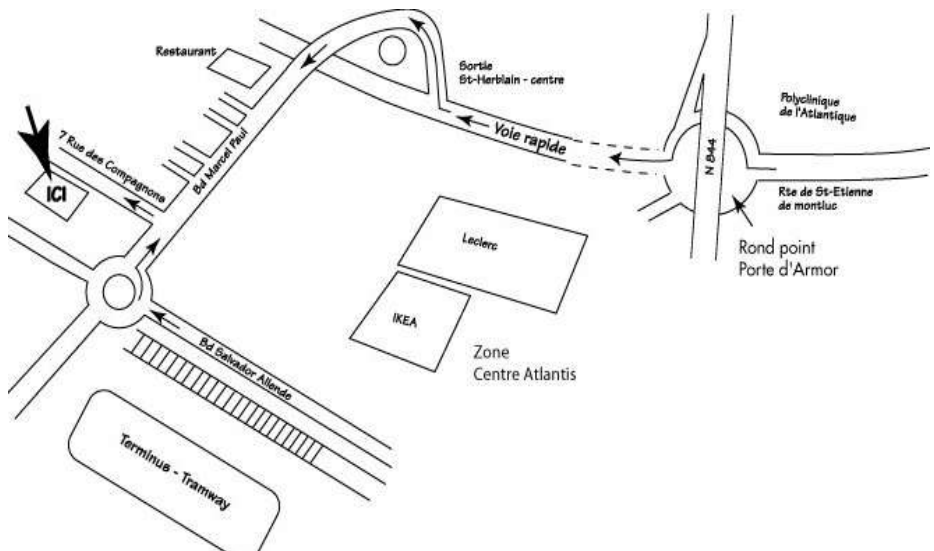 Restaurant
Sortie
St-Herblain - centre
Polyclinique
de l'Atlantique
Voie rapide
N 844
7 Rue des Compagnons
Bd Marcel Paul
ICI
Rte de St-Etienne
de montluc
Leclerc
Rond point
Porte d'Armor
IKEA
Zone
Centre Atlantis
Bd Salvador Allende
Terminus - Tramway